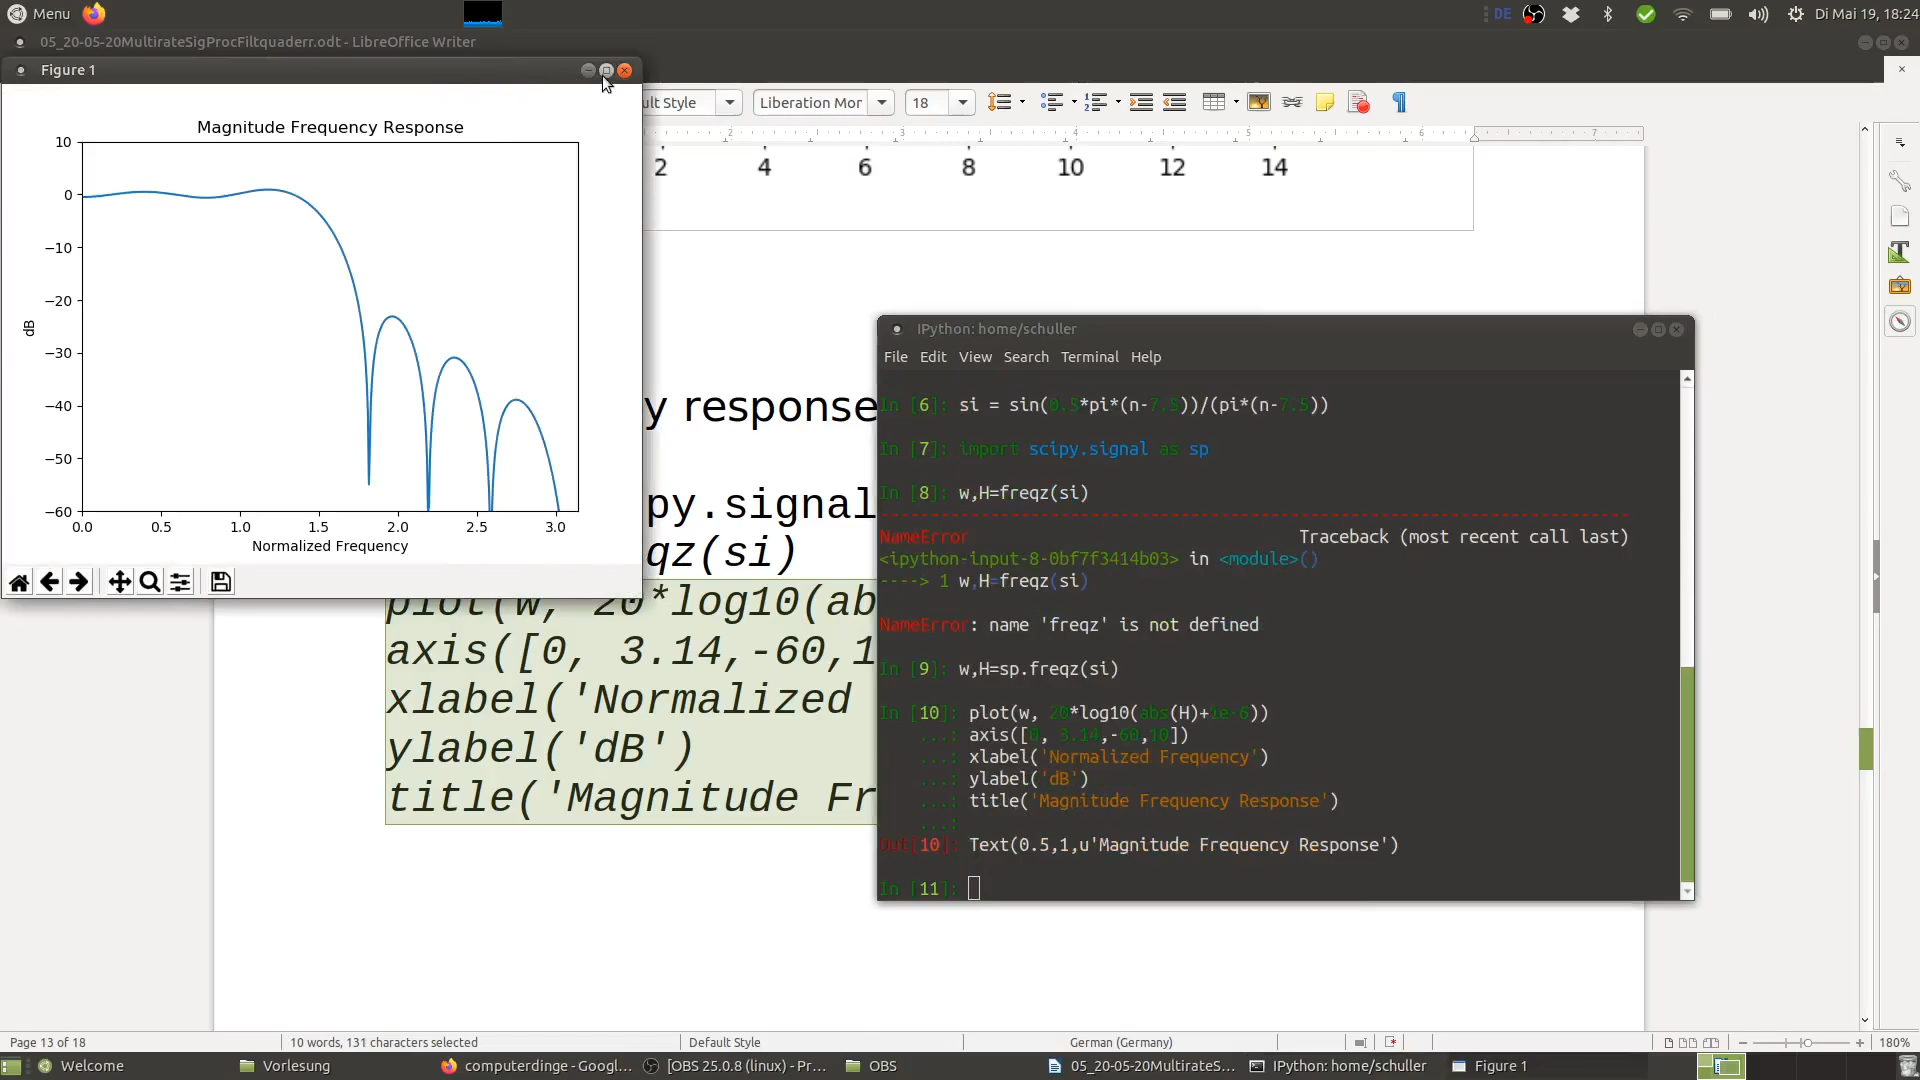 Menu
DE
Di Mai 19, 18:24
05_20-05-20MultirateSigProcFiltquaderr.odt - LibreOffice Writer
Figure 1
ult Style
Liberation Mor
18
Magnitude Frequency Response
10
0
−10
−20
−30
−40
−50
−60
dB
0.0 0.5 1.0 1.5 2.0 2.5 3.0
Normalized Frequency
2 3 4 5 6 7
2 4 6 8 10 12 14
y response
py.signal
qz(si)
plot(w, 20*log10(ab
axis([0, 3.14,-60,1
xlabel('Normalized
ylabel('dB')
title('Magnitude Fr
IPython: home/schuller
File Edit View Search Terminal Help
In [6]: si = sin(0.5*pi*(n-7.5))/(pi*(n-7.5))
In [7]: import scipy.signal as sp
In [8]: w,H=freqz(si)
---------------------------------------------------------------------------
NameError Traceback (most recent call last)
<ipython-input-8-0bf7f3414b03> in <module>()
----> 1 w,H=freqz(si)
NameError: name 'freqz' is not defined
In [9]: w,H=sp.freqz(si)
In [10]: plot(w, 20*log10(abs(H)+1e-6))
...: axis([0, 3.14,-60,10])
...: xlabel('Normalized Frequency')
...: ylabel('dB')
...: title('Magnitude Frequency Response')
...:
Out[10]: Text(0.5,1,u'Magnitude Frequency Response')
In [11]:
Page 13 of 18
10 words, 131 characters selected
Default Style
German (Germany)
180%
Welcome
Vorlesung
computerdinge - Googl...
[OBS 25.0.8 (linux) - Pr...
OBS
05_20-05-20MultirateS...
IPython: home/schuller
Figure 1